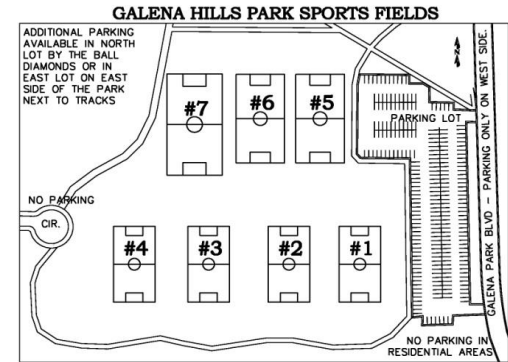 GALENA HILLS PARK SPORTS FIELDS
ADDITIONAL PARKING
AVAILABLE IN NORTH
LOT BY THE BALL
DIAMONDS OR IN
EAST LOT ON EAST
SIDE OF THE PARK
NEXT TO TRACKS
#7
#6
#5
PARKING LOT
GALENA PARK BLVD - PARKING ONLY ON WEST SIDE.
NO PARKING
CIR.
#4
#3
#2
#1
NO PARKING IN
RESIDENTIAL AREAS